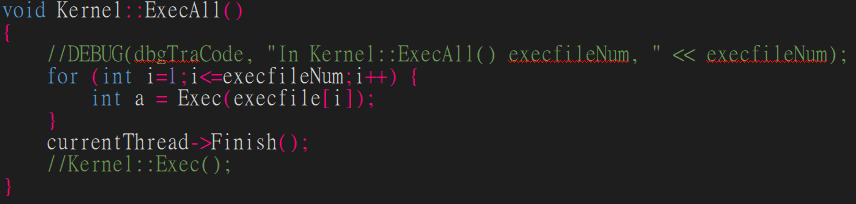 void Kernel::ExecAll()
{
    //DEBUG(dbgTraCode, "In Kernel::ExecAll() execfileNum, " << execfileNum);
    for (int i=1;i<=execfileNum;i++) {
        int a = Exec(execfile[i]);
    }
    currentThread->Finish();
    //Kernel::Exec();
}